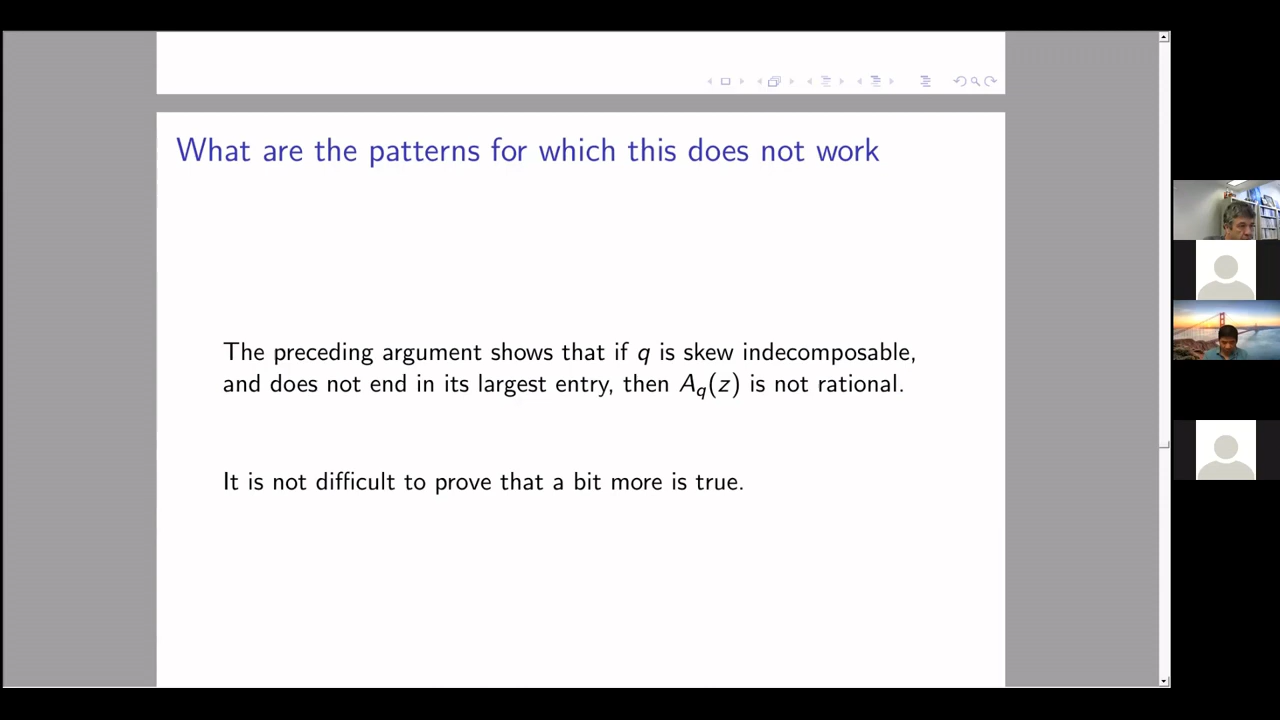 What are the patterns for which this does not work
The preceding argument shows that if q is skew indecomposable,
and does not end in its largest entry, then A_q(z) is not rational.
It is not difficult to prove that a bit more is true.